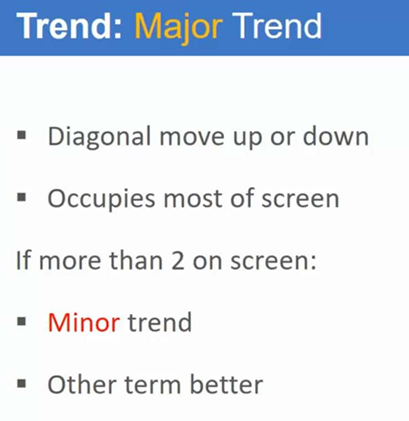 Trend: Major Trend
▪ Diagonal move up or down
▪ Occupies most of screen
If more than 2 on screen:
▪ Minor trend
▪ Other term better